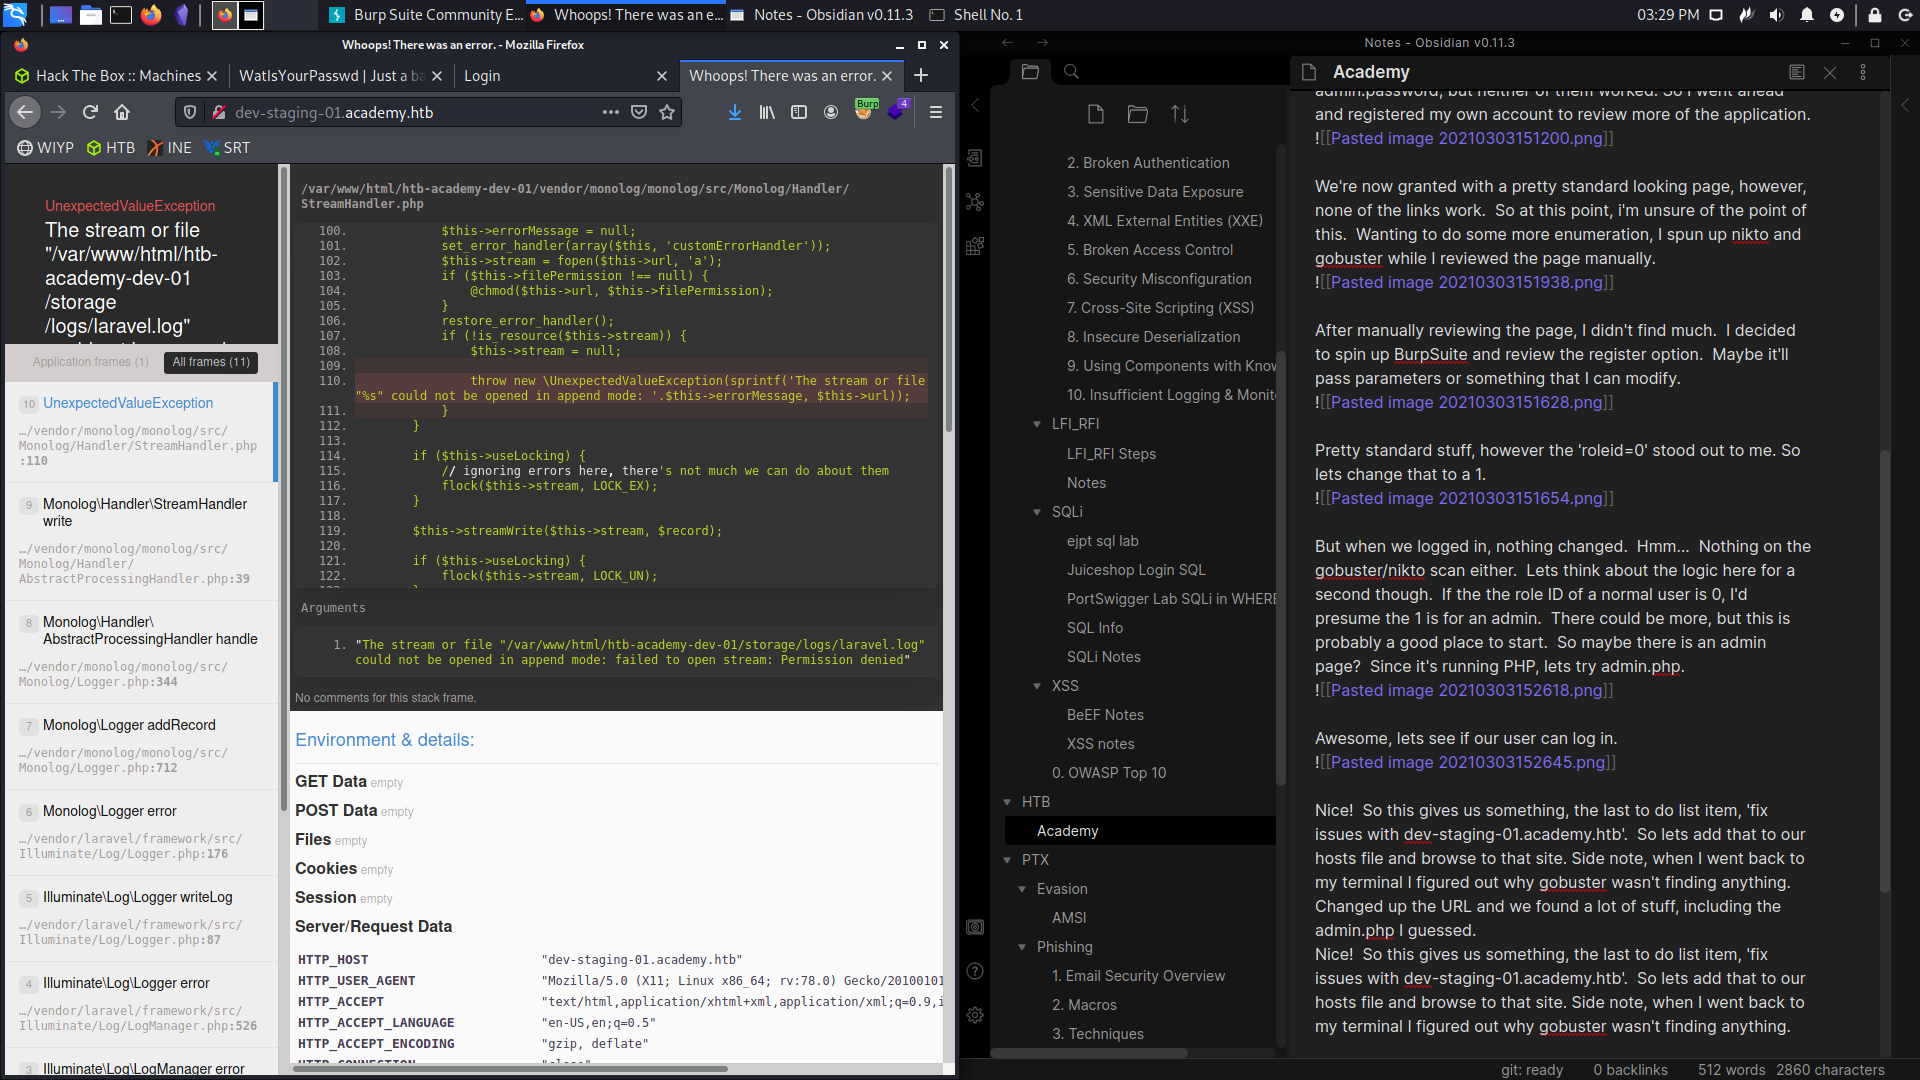 Burp Suite Community E...
Whoops! There was an e...
Notes - Obsidian v0.11.3
Shell No. 1
03:29 PM
Whoops! There was an error. - Mozilla Firefox
Hack The Box :: Machines
WatIsYourPasswd | Just a ba
Login
Whoops! There was an error.
dev-staging-01.academy.htb
Burp
4
WIYP
HTB
INE
SRT
UnexpectedValueException
The stream or file
"/var/www/html/htb-
academy-dev-01
/storage
/logs/laravel.log"
Application frames (1)
All frames (11)
10 UnexpectedValueException
…/vendor/monolog/monolog/src/
Monolog/Handler/StreamHandler.php
:110
9 Monolog\Handler\StreamHandler
write
…/vendor/monolog/monolog/src/
Monolog/Handler/
AbstractProcessingHandler.php:39
8 Monolog\Handler\
AbstractProcessingHandler handle
…/vendor/monolog/monolog/src/
Monolog/Logger.php:344
7 Monolog\Logger addRecord
…/vendor/monolog/monolog/src/
Monolog/Logger.php:712
6 Monolog\Logger error
…/vendor/laravel/framework/src/
Illuminate/Log/Logger.php:176
5 Illuminate\Log\Logger writeLog
…/vendor/laravel/framework/src/
Illuminate/Log/Logger.php:87
4 Illuminate\Log\Logger error
…/vendor/laravel/framework/src/
Illuminate/Log/LogManager.php:526
3 Illuminate\Log\LogManager error
/var/www/html/htb-academy-dev-01/vendor/monolog/monolog/src/Monolog/Handler/
StreamHandler.php
100. $this->errorMessage = null;
101. set_error_handler(array($this, 'customErrorHandler'));
102. $this->stream = fopen($this->url, 'a');
103. if ($this->filePermission !== null) {
104. @chmod($this->url, $this->filePermission);
105. }
106. restore_error_handler();
107. if (!is_resource($this->stream)) {
108. $this->stream = null;
109.
110. throw new \UnexpectedValueException(sprintf('The stream or file
"%s" could not be opened in append mode: '.$this->errorMessage, $this->url));
111. }
112. }
113.
114. if ($this->useLocking) {
115. // ignoring errors here, there's not much we can do about them
116. flock($this->stream, LOCK_EX);
117. }
118.
119. $this->streamWrite($this->stream, $record);
120.
121. if ($this->useLocking) {
122. flock($this->stream, LOCK_UN);
Arguments
1. "The stream or file "/var/www/html/htb-academy-dev-01/storage/logs/laravel.log"
could not be opened in append mode: failed to open stream: Permission denied"
No comments for this stack frame.
Environment & details:
GET Data empty
POST Data empty
Files empty
Cookies empty
Session empty
Server/Request Data
HTTP_HOST "dev-staging-01.academy.htb"
HTTP_USER_AGENT "Mozilla/5.0 (X11; Linux x86_64; rv:78.0) Gecko/20100101
HTTP_ACCEPT "text/html,application/xhtml+xml,application/xml;q=0.9,i
HTTP_ACCEPT_LANGUAGE "en-US,en;q=0.5"
HTTP_ACCEPT_ENCODING "gzip, deflate"
HTTP_CONNECTION "close"
Notes - Obsidian v0.11.3
2. Broken Authentication
3. Sensitive Data Exposure
4. XML External Entities (XXE)
5. Broken Access Control
6. Security Misconfiguration
7. Cross-Site Scripting (XSS)
8. Insecure Deserialization
9. Using Components with Know
10. Insufficient Logging & Monit
LFI_RFI
LFI_RFI Steps
Notes
SQLi
ejpt sql lab
Juiceshop Login SQL
PortSwigger Lab SQLi in WHERE
SQL Info
SQLi Notes
XSS
BeEF Notes
XSS notes
0. OWASP Top 10
HTB
Academy
PTX
Evasion
AMSI
Phishing
1. Email Security Overview
2. Macros
3. Techniques
Academy
admin:password, but neither of them worked. So I went ahead
and registered my own account to review more of the application.
![[Pasted image 20210303151200.png]]
We're now granted with a pretty standard looking page, however,
none of the links work.  So at this point, i'm unsure of the point of
this.  Wanting to do some more enumeration, I spun up nikto and
gobuster while I reviewed the page manually.
![[Pasted image 20210303151938.png]]
After manually reviewing the page, I didn't find much.  I decided
to spin up BurpSuite and review the register option.  Maybe it'll
pass parameters or something that I can modify.
![[Pasted image 20210303151628.png]]
Pretty standard stuff, however the 'roleid=0' stood out to me. So
lets change that to a 1.
![[Pasted image 20210303151654.png]]
But when we logged in, nothing changed.  Hmm...  Nothing on the
gobuster/nikto scan either.  Lets think about the logic here for a
second though.  If the the role ID of a normal user is 0, I'd
presume the 1 is for an admin.  There could be more, but this is
probably a good place to start.  So maybe there is an admin
page?  Since it's running PHP, lets try admin.php.
![[Pasted image 20210303152618.png]]
Awesome, lets see if our user can log in.
![[Pasted image 20210303152645.png]]
Nice!  So this gives us something, the last to do list item, 'fix
issues with dev-staging-01.academy.htb'.  So lets add that to our
hosts file and browse to that site. Side note, when I went back to
my terminal I figured out why gobuster wasn't finding anything.
Changed up the URL and we found a lot of stuff, including the
admin.php I guessed.
Nice!  So this gives us something, the last to do list item, 'fix
issues with dev-staging-01.academy.htb'.  So lets add that to our
hosts file and browse to that site. Side note, when I went back to
my terminal I figured out why gobuster wasn't finding anything.
git: ready
0 backlinks
512 words
2860 characters